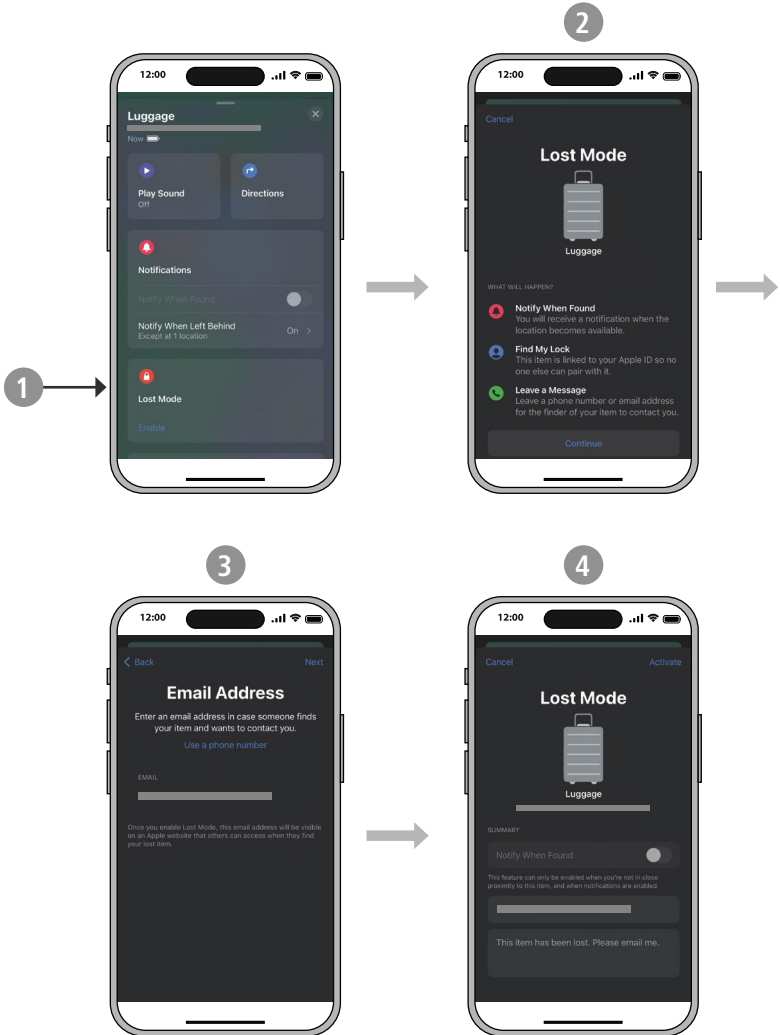 2
12:00
Luggage
Now
Play Sound
Off
Directions
Notifications
Notify When Found
Notify When Left Behind
Except at 1 location
On
1
Lost Mode
Enable
12:00
Cancel
Lost Mode
Luggage
WHAT WILL HAPPEN?
Notify When Found
You will receive a notification when the
location becomes available.
Find My Lock
This item is linked to your Apple ID so no
one else can pair with it.
Leave a Message
Leave a phone number or email address
for the finder of your item to contact you.
Continue
3
12:00
Back
Next
Email Address
Enter an email address in case someone finds
your item and wants to contact you.
Use a phone number
EMAIL
Once you enable Lost Mode, this email address will be visible
on an Apple website that others can access when they find
your lost item.
4
12:00
Cancel
Activate
Lost Mode
Luggage
SUMMARY
Notify When Found
This feature can only be enabled when you're not in close
proximity to this item, and when notifications are enabled.
This item has been lost. Please email me.